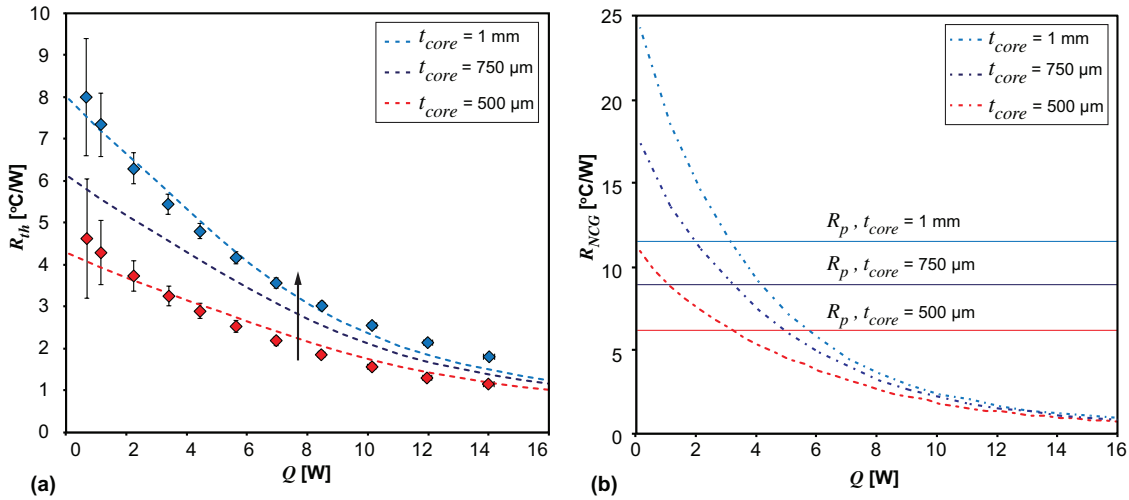 10
9
8
7
6
5
4
3
2
1
0
R_th [°C/W]
t_core = 1 mm
t_core = 750 µm
t_core = 500 µm
0 2 4 6 8 10 12 14 16
(a)
Q [W]
25
20
15
10
5
0
R_NCG [°C/W]
t_core = 1 mm
t_core = 750 µm
t_core = 500 µm
R_p , t_core = 1 mm
R_p , t_core = 750 µm
R_p , t_core = 500 µm
0 2 4 6 8 10 12 14 16
(b)
Q [W]